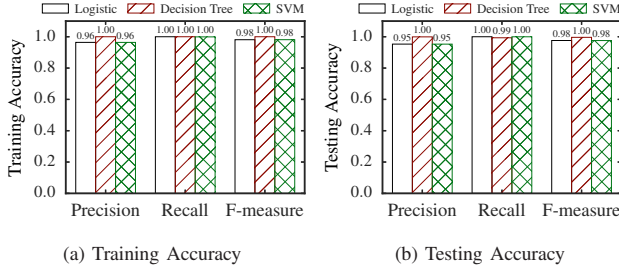 Logistic Decision Tree SVM
Training Accuracy
1.0
0.8
0.6
0.4
0.2
0.0
0.96 1.00 0.96 1.00 1.00 1.00 0.98 1.00 0.98
Precision Recall F-measure
(a) Training Accuracy
Logistic Decision Tree SVM
Testing Accuracy
1.0
0.8
0.6
0.4
0.2
0.0
0.95 1.00 0.95 1.00 0.99 1.00 0.98 1.00 0.98
Precision Recall F-measure
(b) Testing Accuracy